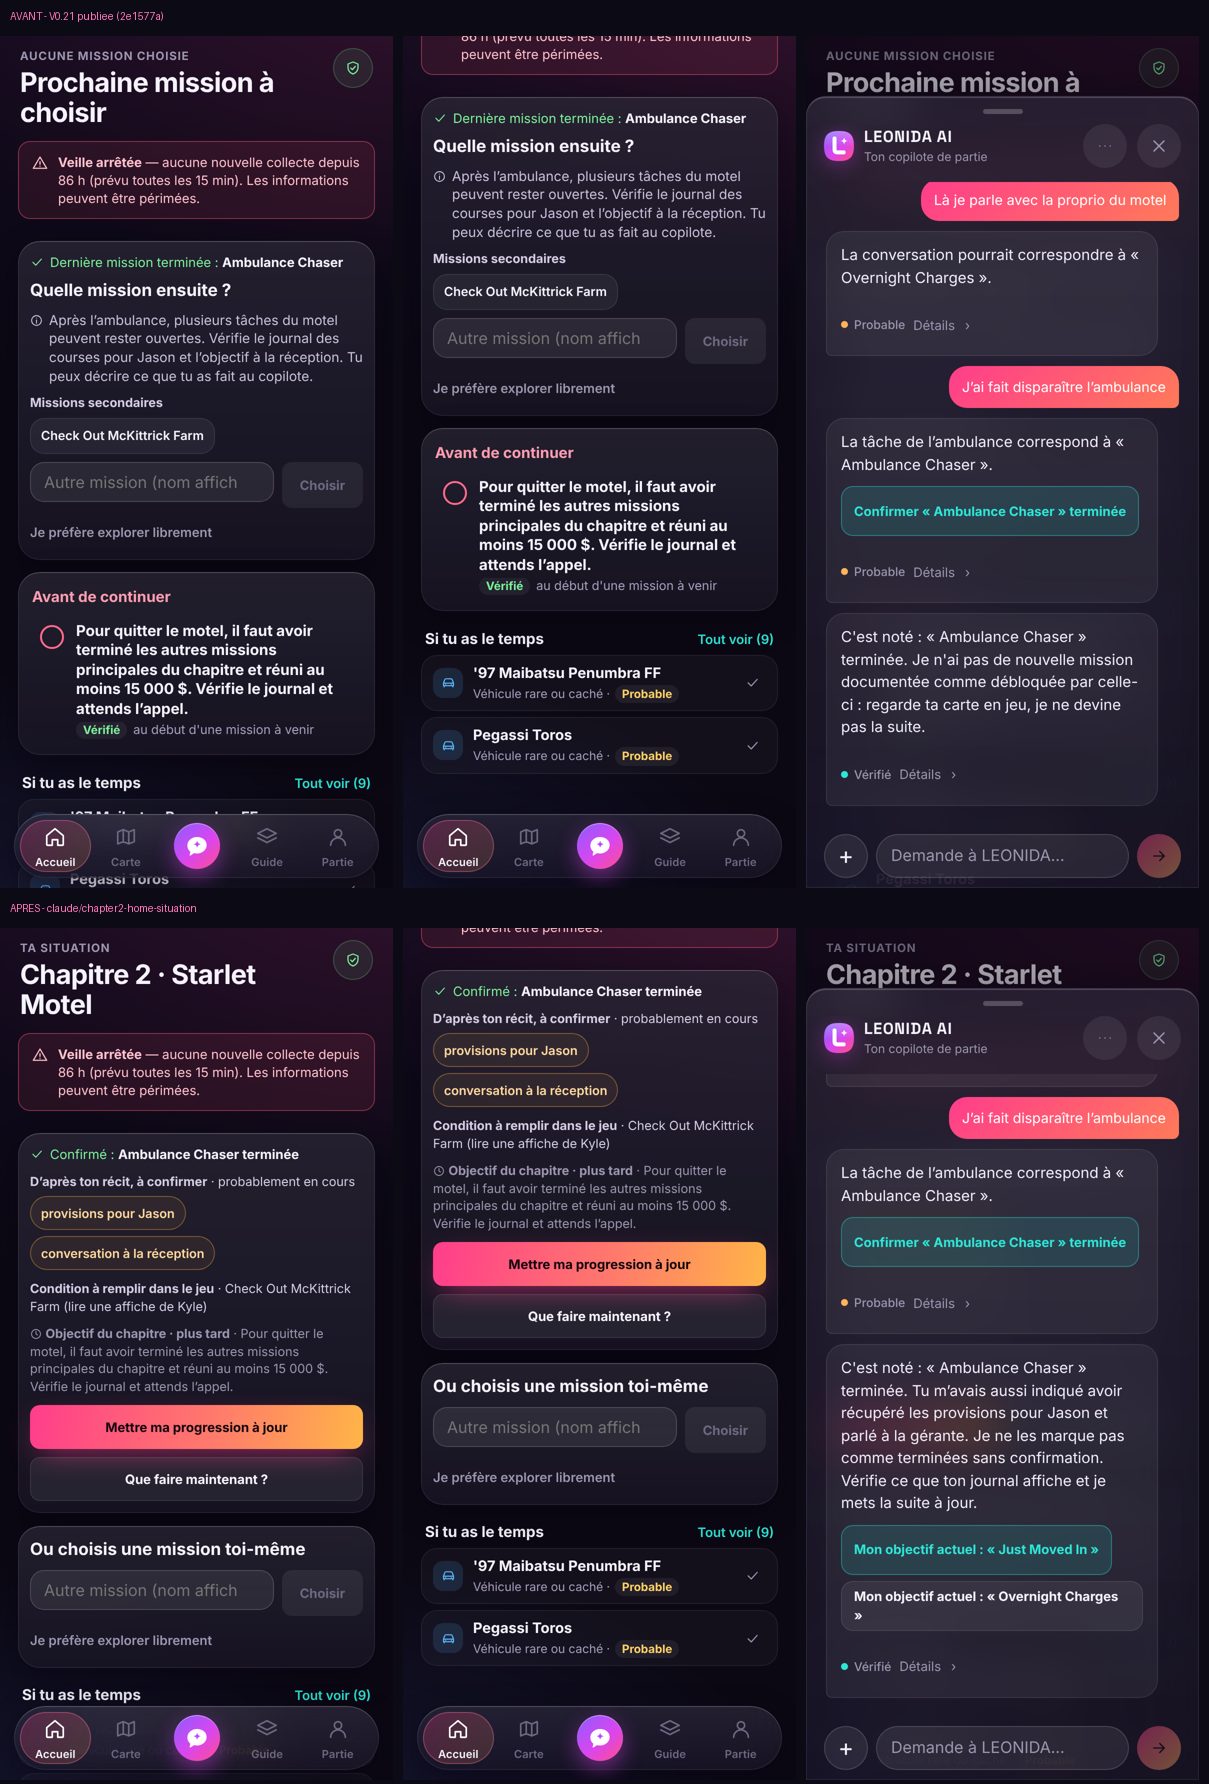 AVANT - V0.21 publiee (2e1577a)
AUCUNE MISSION CHOISIE
Prochaine mission à
choisir
Veille arrêtée — aucune nouvelle collecte depuis
86 h (prévu toutes les 15 min). Les informations
peuvent être périmées.
Dernière mission terminée : Ambulance Chaser
Quelle mission ensuite ?
Après l’ambulance, plusieurs tâches du motel
peuvent rester ouvertes. Vérifie le journal des
courses pour Jason et l’objectif à la réception. Tu
peux décrire ce que tu as fait au copilote.
Missions secondaires
Check Out McKittrick Farm
Autre mission (nom affich
Choisir
Je préfère explorer librement
Avant de continuer
Pour quitter le motel, il faut avoir
terminé les autres missions
principales du chapitre et réuni au
moins 15 000 $. Vérifie le journal et
attends l’appel.
Vérifié au début d'une mission à venir
Si tu as le temps
Tout voir (9)
'97 Maibatsu Penumbra FF
Pegassi Toros
Accueil
Carte
Guide
Partie
86 h (prévu toutes les 15 min). Les informations
peuvent être périmées.
Dernière mission terminée : Ambulance Chaser
Quelle mission ensuite ?
Après l’ambulance, plusieurs tâches du motel
peuvent rester ouvertes. Vérifie le journal des
courses pour Jason et l’objectif à la réception. Tu
peux décrire ce que tu as fait au copilote.
Missions secondaires
Check Out McKittrick Farm
Autre mission (nom affich
Choisir
Je préfère explorer librement
Avant de continuer
Pour quitter le motel, il faut avoir
terminé les autres missions
principales du chapitre et réuni au
moins 15 000 $. Vérifie le journal et
attends l’appel.
Vérifié au début d'une mission à venir
Si tu as le temps
Tout voir (9)
'97 Maibatsu Penumbra FF
Véhicule rare ou caché · Probable
Pegassi Toros
Véhicule rare ou caché · Probable
Accueil
Carte
Guide
Partie
AUCUNE MISSION CHOISIE
Prochaine mission à
LEONIDA AI
Ton copilote de partie
Là je parle avec la proprio du motel
La conversation pourrait correspondre à «
Overnight Charges ».
Probable Détails ›
J’ai fait disparaître l’ambulance
La tâche de l’ambulance correspond à «
Ambulance Chaser ».
Confirmer « Ambulance Chaser » terminée
Probable Détails ›
C'est noté : « Ambulance Chaser »
terminée. Je n'ai pas de nouvelle mission
documentée comme débloquée par celle-
ci : regarde ta carte en jeu, je ne devine
pas la suite.
Vérifié Détails ›
Demande à LEONIDA...
Pegassi Toros
APRES - claude/chapter2-home-situation
TA SITUATION
Chapitre 2 · Starlet
Motel
Veille arrêtée — aucune nouvelle collecte depuis
86 h (prévu toutes les 15 min). Les informations
peuvent être périmées.
Confirmé : Ambulance Chaser terminée
D’après ton récit, à confirmer · probablement en cours
provisions pour Jason
conversation à la réception
Condition à remplir dans le jeu · Check Out McKittrick
Farm (lire une affiche de Kyle)
Objectif du chapitre · plus tard · Pour quitter le
motel, il faut avoir terminé les autres missions
principales du chapitre et réuni au moins 15 000 $.
Vérifie le journal et attends l’appel.
Mettre ma progression à jour
Que faire maintenant ?
Ou choisis une mission toi-même
Autre mission (nom affich
Choisir
Je préfère explorer librement
Si tu as le temps
Tout voir (9)
Accueil
Carte
Guide
Partie
peuvent être périmées.
Confirmé : Ambulance Chaser terminée
D’après ton récit, à confirmer · probablement en cours
provisions pour Jason
conversation à la réception
Condition à remplir dans le jeu · Check Out McKittrick
Farm (lire une affiche de Kyle)
Objectif du chapitre · plus tard · Pour quitter le
motel, il faut avoir terminé les autres missions
principales du chapitre et réuni au moins 15 000 $.
Vérifie le journal et attends l’appel.
Mettre ma progression à jour
Que faire maintenant ?
Ou choisis une mission toi-même
Autre mission (nom affich
Choisir
Je préfère explorer librement
Si tu as le temps
Tout voir (9)
'97 Maibatsu Penumbra FF
Véhicule rare ou caché · Probable
Pegassi Toros
Véhicule rare ou caché · Probable
Accueil
Carte
Guide
Partie
TA SITUATION
Chapitre 2 · Starlet
LEONIDA AI
Ton copilote de partie
J’ai fait disparaître l’ambulance
La tâche de l’ambulance correspond à «
Ambulance Chaser ».
Confirmer « Ambulance Chaser » terminée
Probable Détails ›
C'est noté : « Ambulance Chaser »
terminée. Tu m’avais aussi indiqué avoir
récupéré les provisions pour Jason et
parlé à la gérante. Je ne les marque pas
comme terminées sans confirmation.
Vérifie ce que ton journal affiche et je
mets la suite à jour.
Mon objectif actuel : « Just Moved In »
Mon objectif actuel : « Overnight Charges
»
Vérifié Détails ›
Demande à LEONIDA...